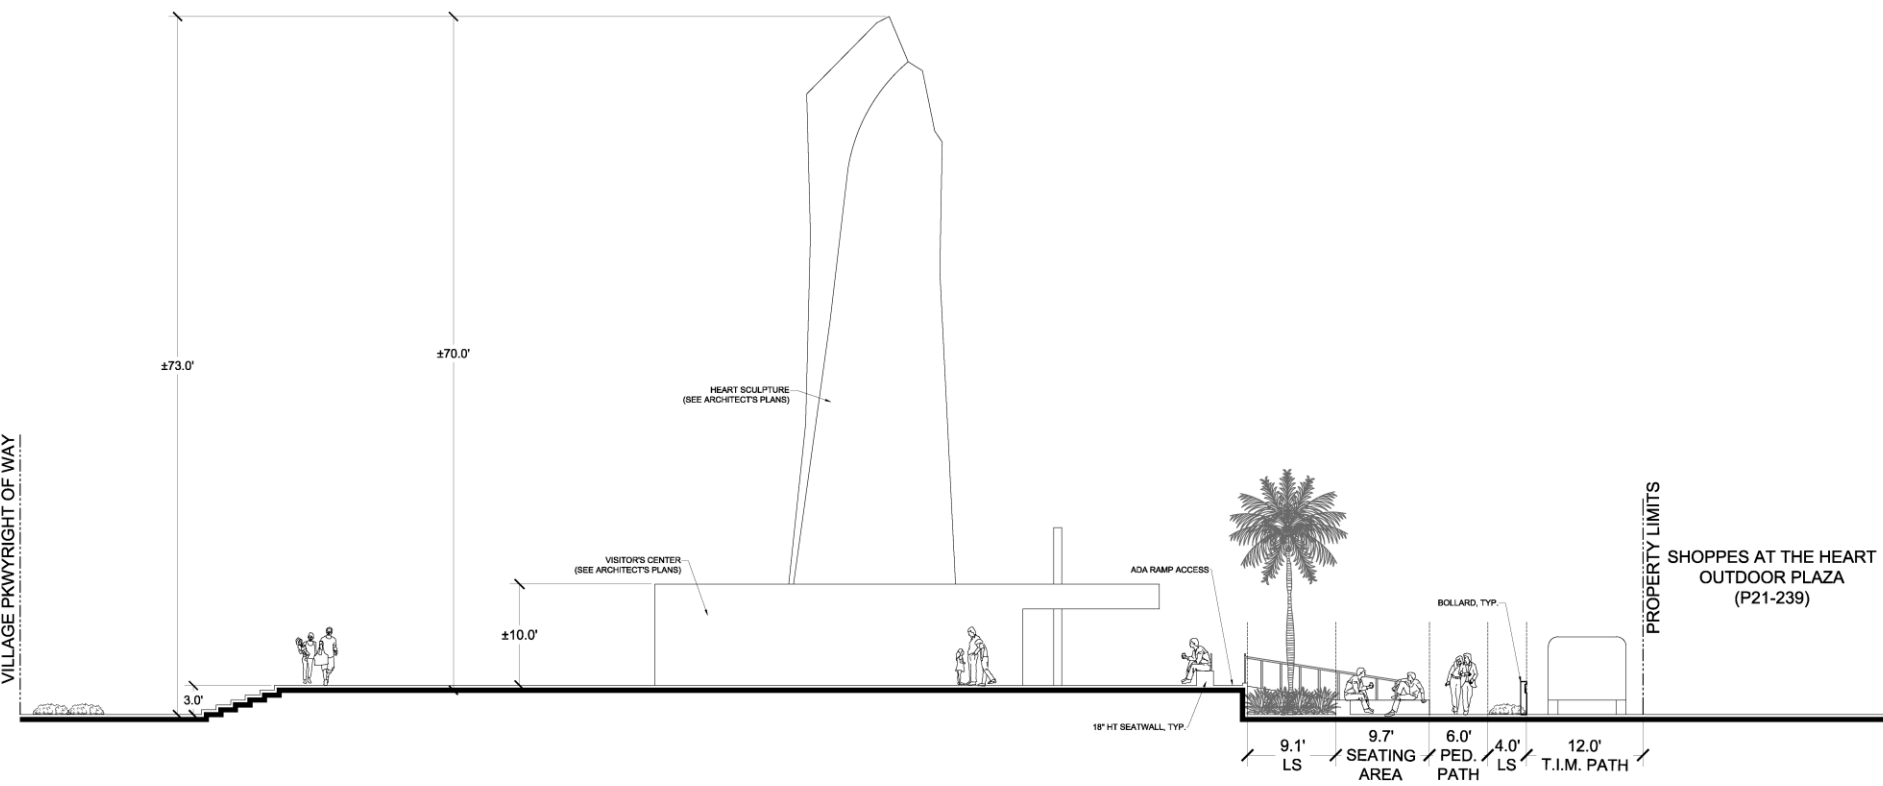 ±73.0'
±70.0'
HEART SCULPTURE
(SEE ARCHITECT'S PLANS)
VILLAGE PKWYRIGHT OF WAY
3.0'
±10.0'
VISITOR'S CENTER
(SEE ARCHITECT'S PLANS)
ADA RAMP ACCESS
18" HT SEATWALL, TYP.
BOLLARD, TYP.
PROPERTY LIMITS
SHOPPES AT THE HEART
OUTDOOR PLAZA
(P21-239)
9.1'
LS
9.7'
SEATING
AREA
6.0'
PED.
PATH
4.0'
LS
12.0'
T.I.M. PATH